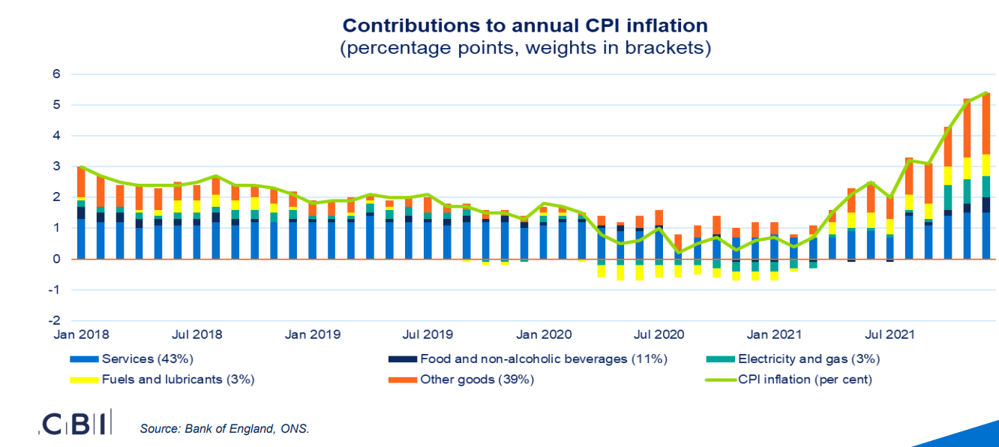 Contributions to annual CPI inflation
(percentage points, weights in brackets)
6
5
4
3
2
1
0
-1
-2
Jan 2018 Jul 2018 Jan 2019 Jul 2019 Jan 2020 Jul 2020 Jan 2021 Jul 2021
Services (43%) Food and non-alcoholic beverages (11%) Electricity and gas (3%)
Fuels and lubricants (3%) Other goods (39%) CPI inflation (per cent)
CBI
Source: Bank of England, ONS.